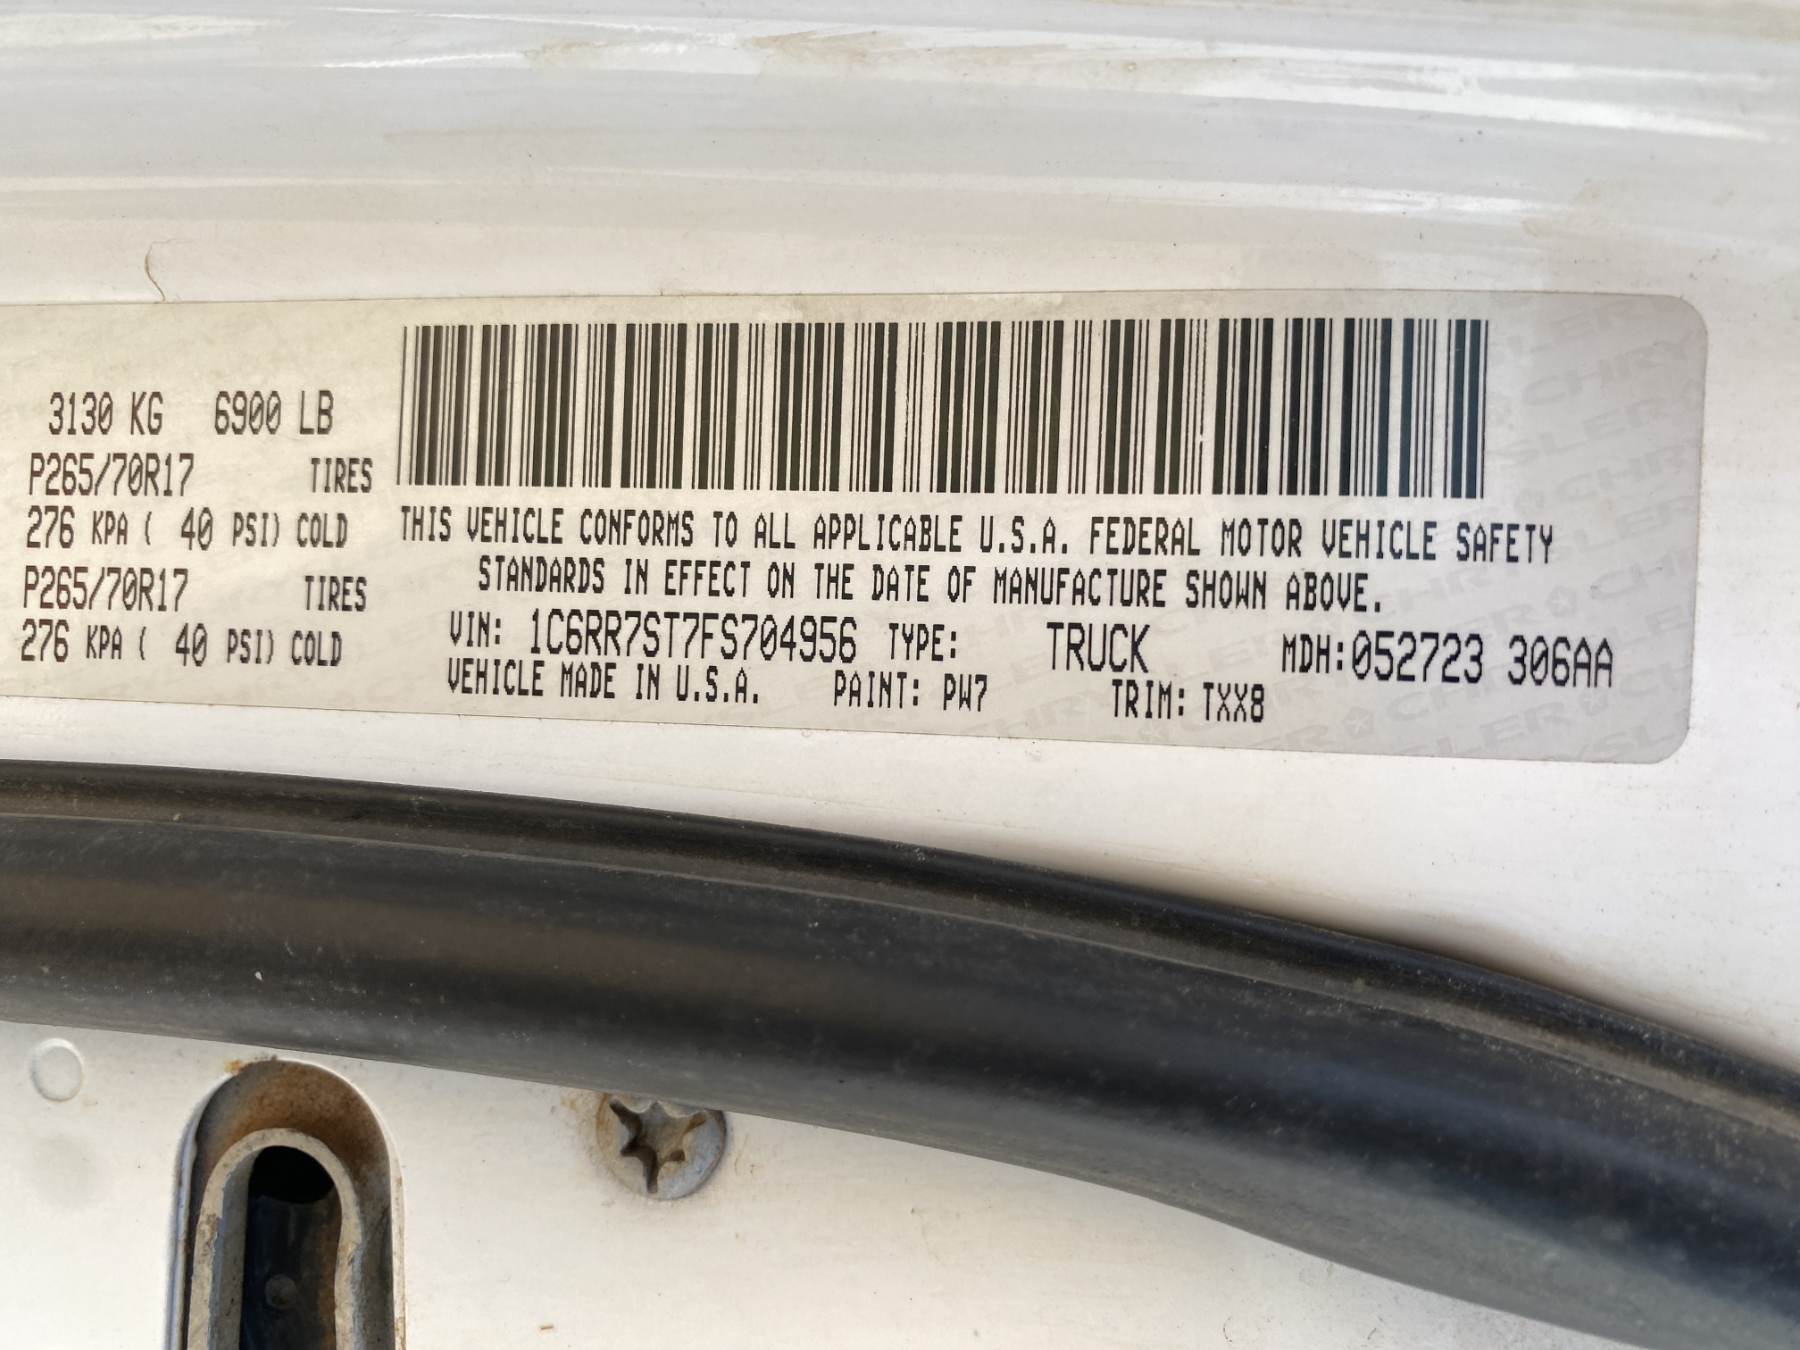 3130 KG 6900 LB
P265/70R17 TIRES
276 KPA ( 40 PSI) COLD
P265/70R17 TIRES
276 KPA ( 40 PSI) COLD
THIS VEHICLE CONFORMS TO ALL APPLICABLE U.S.A. FEDERAL MOTOR VEHICLE SAFETY
STANDARDS IN EFFECT ON THE DATE OF MANUFACTURE SHOWN ABOVE.
VIN: 1C6RR7ST7FS704956 TYPE: TRUCK MDH:052723 306AA
VEHICLE MADE IN U.S.A. PAINT: PW7 TRIM: TXX8